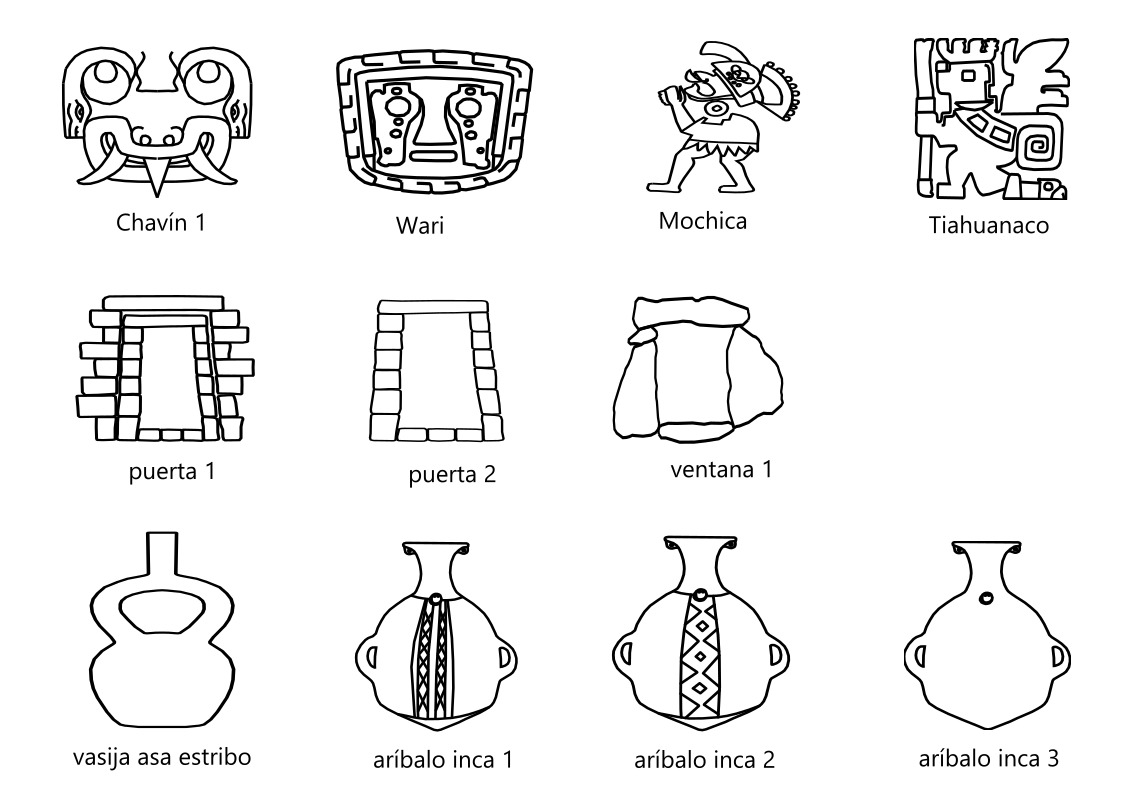 Chavín 1
Wari
Mochica
Tiahuanaco
puerta 1
puerta 2
ventana 1
vasija asa estribo
aríbalo inca 1
aríbalo inca 2
aríbalo inca 3